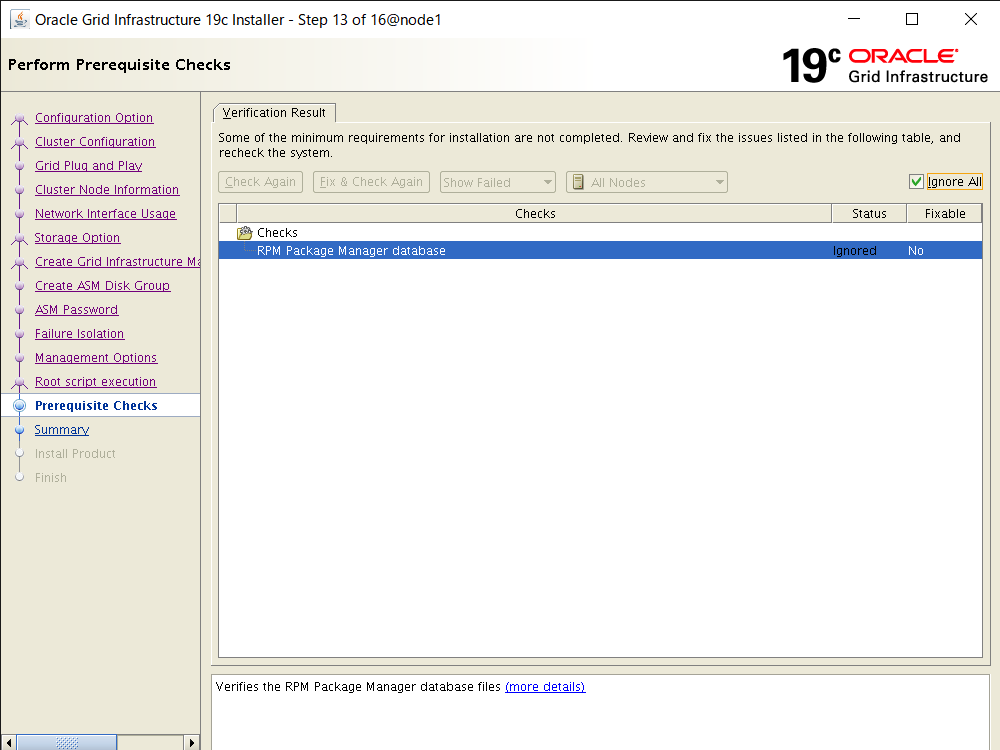 Oracle Grid Infrastructure 19c Installer - Step 13 of 16@node1
Perform Prerequisite Checks
19c ORACLE
Grid Infrastructure
Configuration Option
Cluster Configuration
Grid Plug and Play
Cluster Node Information
Network Interface Usage
Storage Option
Create Grid Infrastructure Ma
Create ASM Disk Group
ASM Password
Failure Isolation
Management Options
Root script execution
Prerequisite Checks
Summary
Install Product
Finish
Verification Result
Some of the minimum requirements for installation are not completed. Review and fix the issues listed in the following table, and
recheck the system.
Check Again Fix & Check Again Show Failed All Nodes Ignore All
Checks Status Fixable
Checks
RPM Package Manager database Ignored No
Verifies the RPM Package Manager database files (more details)